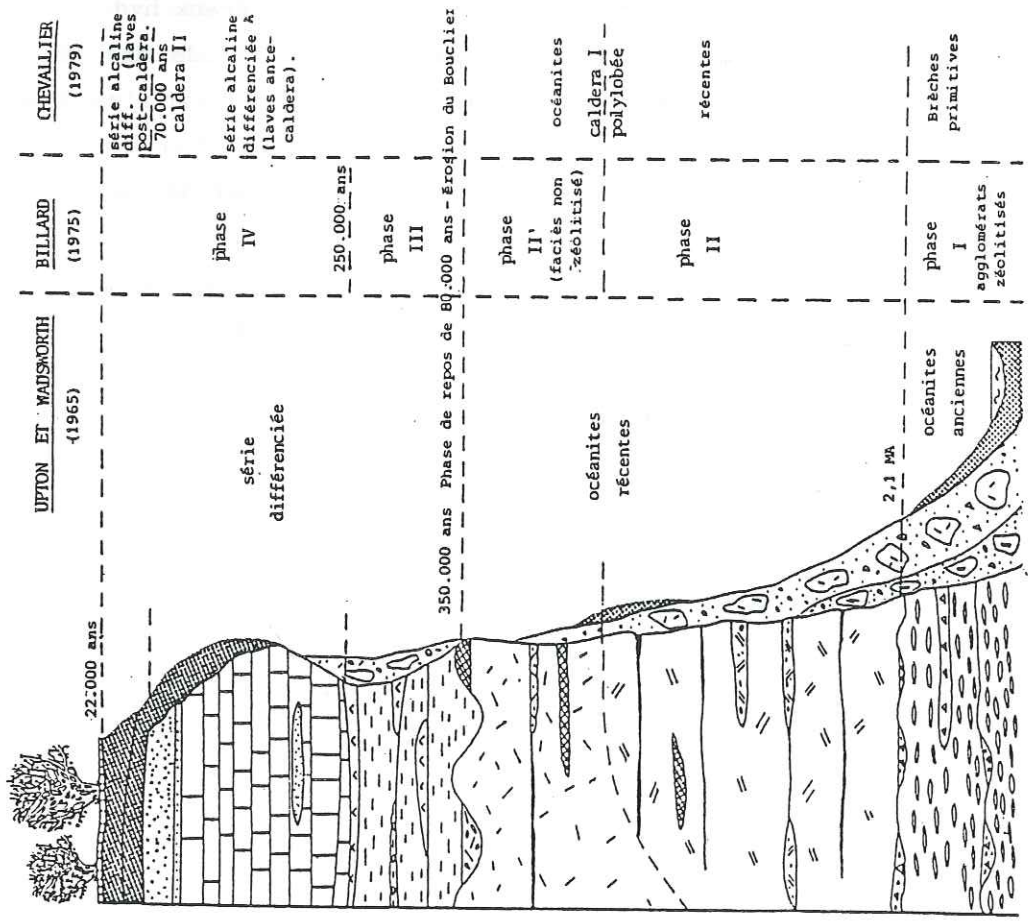 UPTON ET WADSWORTH
(1965)
BILLARD
(1975)
CHEVALLIER
(1979)
22.000 ans
série
différenciée
350.000 ans Phase de repos de 80.000 ans - érosion du Bouclier
océanites
récentes
2,1 MA
océanites
anciennes
phase
IV
250.000 ans
phase
III
phase
II'
(faciès non
zéolitisé)
phase
II
phase
I
agglomérats
zéolitisés
série alcaline
diff. (laves
post-caldera.
70.000 ans
caldera II
série alcaline
différenciée
(laves ante-
caldera).
océanites
caldera I
polylobée
récentes
Brèches
primitives